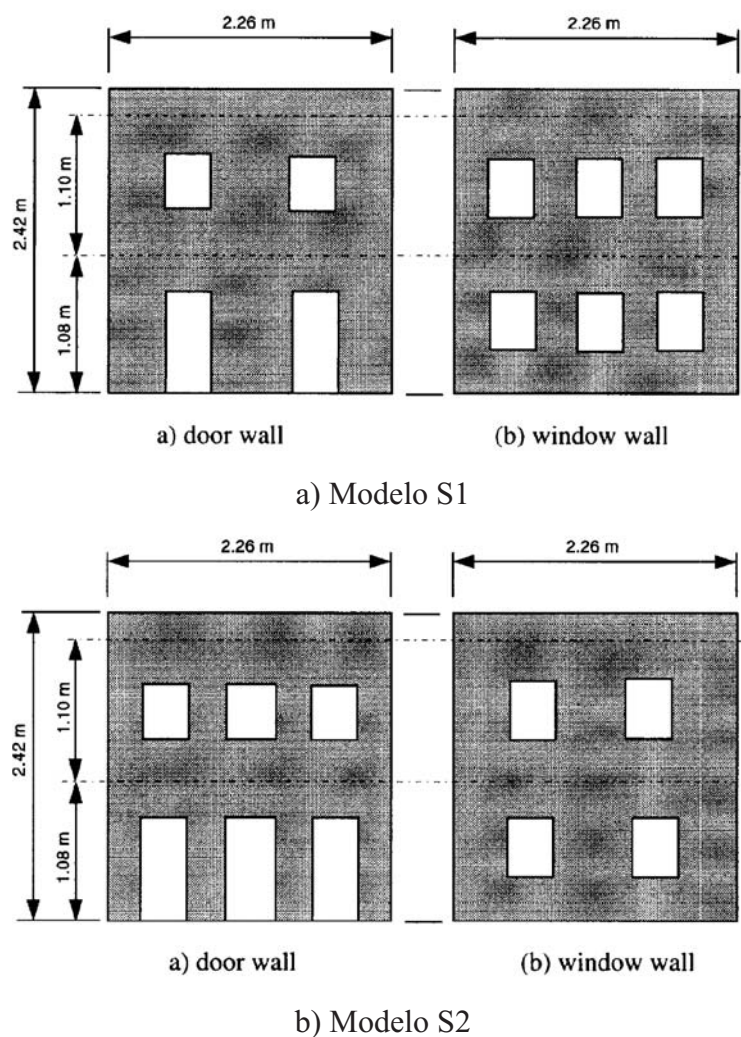 2.26 m 2.26 m
2.42 m
1.10 m
1.08 m
a) door wall (b) window wall
a) Modelo S1
2.26 m 2.26 m
2.42 m
1.10 m
1.08 m
a) door wall (b) window wall
b) Modelo S2